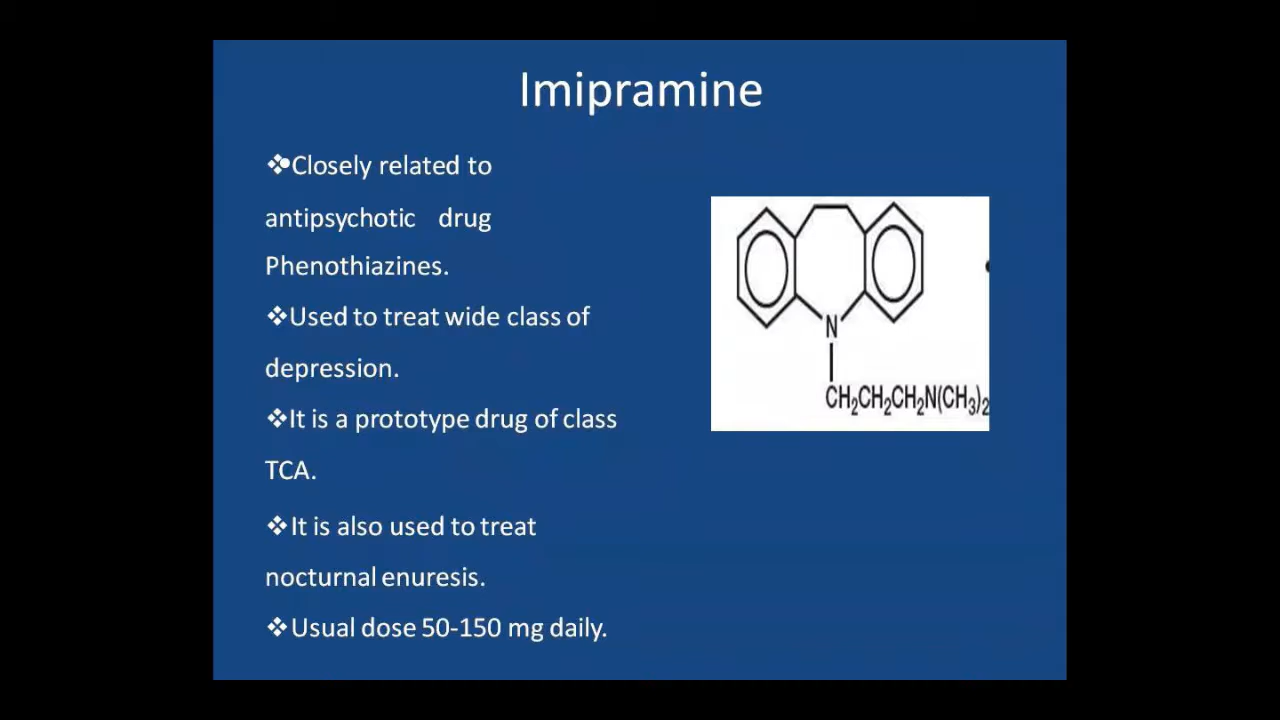 Imipramine
❖•Closely related to
antipsychotic drug
Phenothiazines.
❖Used to treat wide class of
depression.
❖It is a prototype drug of class
TCA.
❖It is also used to treat
nocturnal enuresis.
❖Usual dose 50-150 mg daily.
N
CH₂CH₂CH₂N(CH₃)₂